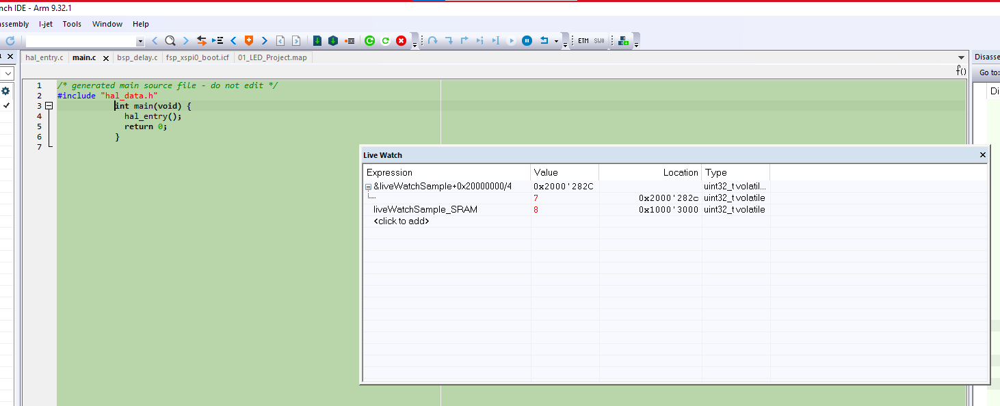 nch IDE - Arm 9.32.1
ssembly I-jet Tools Window Help
ETM SWO
hal_entry.c main.c bsp_delay.c fsp_xspi0_boot.icf 01_LED_Project.map
Disasse
f()
Go to:
Di
1 /* generated main source file - do not edit */
2 #include "hal_data.h"
3 int main(void) {
4 hal_entry();
5 return 0;
6 }
7
Live Watch
Expression Value Location Type
&liveWatchSample+0x20000000/4 0x2000'282C uint32_t volatil...
7 0x2000'282c uint32_t volatile
liveWatchSample_SRAM 8 0x1000'3000 uint32_t volatile
<click to add>